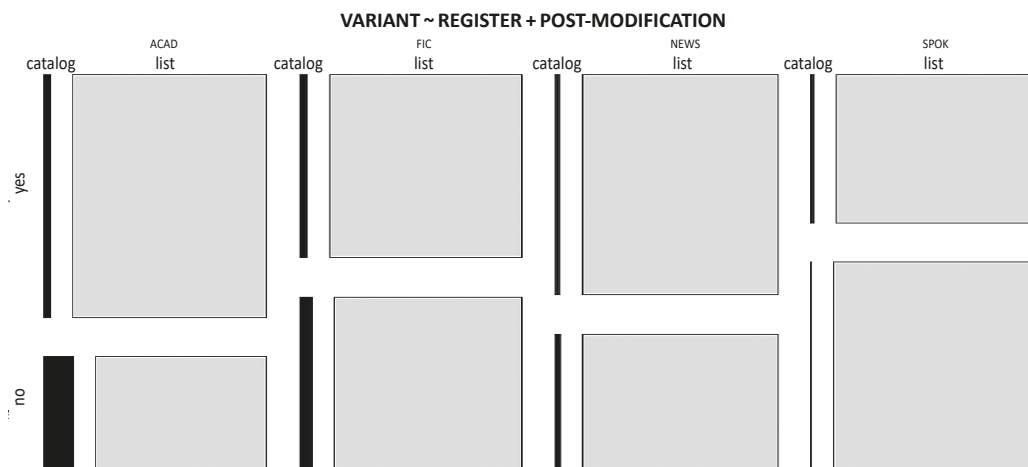 VARIANT ~ REGISTER + POST-MODIFICATION
ACAD FIC NEWS SPOK
catalog list catalog list catalog list catalog list
yes
no